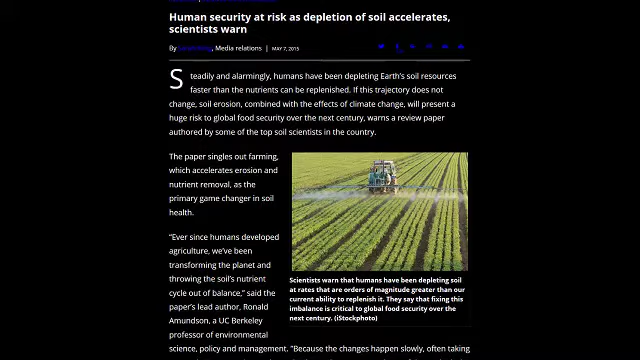 Human security at risk as depletion of soil accelerates,
scientists warn
By , Media relations | MAY 7, 2015
Steadily and alarmingly, humans have been depleting Earth's soil resources
faster than the nutrients can be replenished. If this trajectory does not
change, soil erosion, combined with the effects of climate change, will present a
huge risk to global food security over the next century, warns a review paper
authored by some of the top soil scientists in the country.
The paper singles out farming,
which accelerates erosion and
nutrient removal, as the
primary game changer in soil
health.
Scientists warn that humans have been depleting soil
at rates that are orders of magnitude greater than our
current ability to replenish it. They say that fixing this
imbalance is critical to global food security over the
next century. (iStockphoto)
“Ever since humans developed
agriculture, we've been
transforming the planet and
throwing the soil's nutrient
cycle out of balance,” said the
paper's lead author, Ronald
Amundson, a UC Berkeley
professor of environmental
science, policy and management. “Because the changes happen slowly, often taking